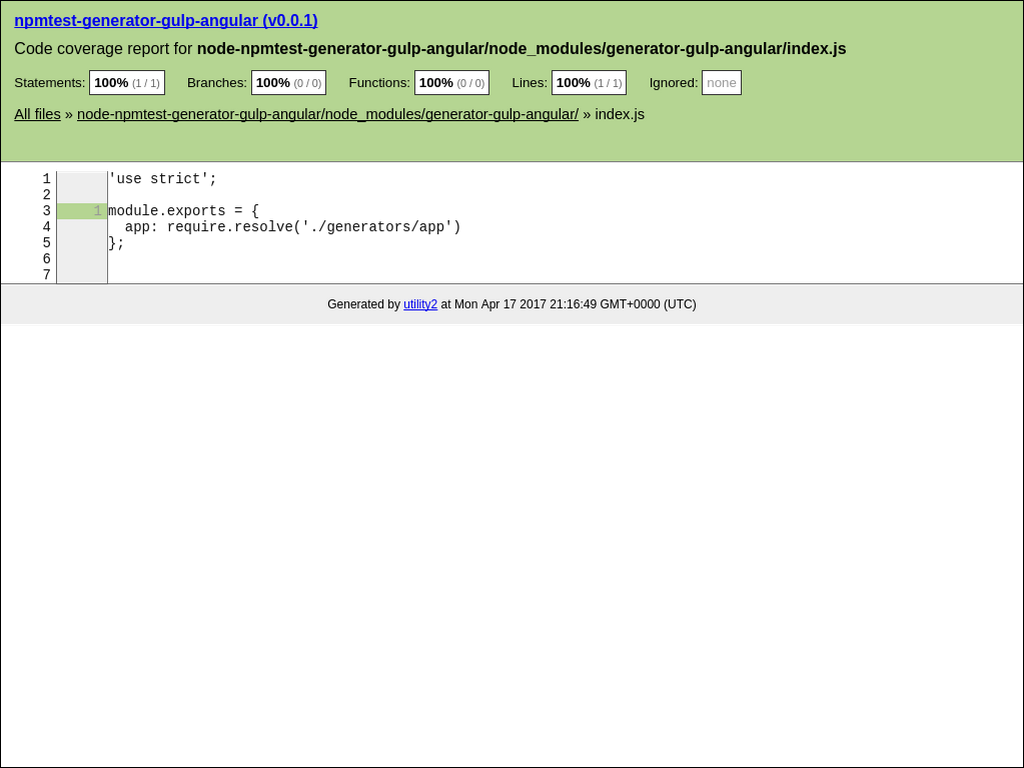 npmtest-generator-gulp-angular (v0.0.1)
Code coverage report for node-npmtest-generator-gulp-angular/node_modules/generator-gulp-angular/index.js
Statements: 100% (1 / 1) Branches: 100% (0 / 0) Functions: 100% (0 / 0) Lines: 100% (1 / 1) Ignored: none
All files » node-npmtest-generator-gulp-angular/node_modules/generator-gulp-angular/ » index.js
1 'use strict';
2
3 1 module.exports = {
4   app: require.resolve('./generators/app')
5 };
6
7
Generated by utility2 at Mon Apr 17 2017 21:16:49 GMT+0000 (UTC)